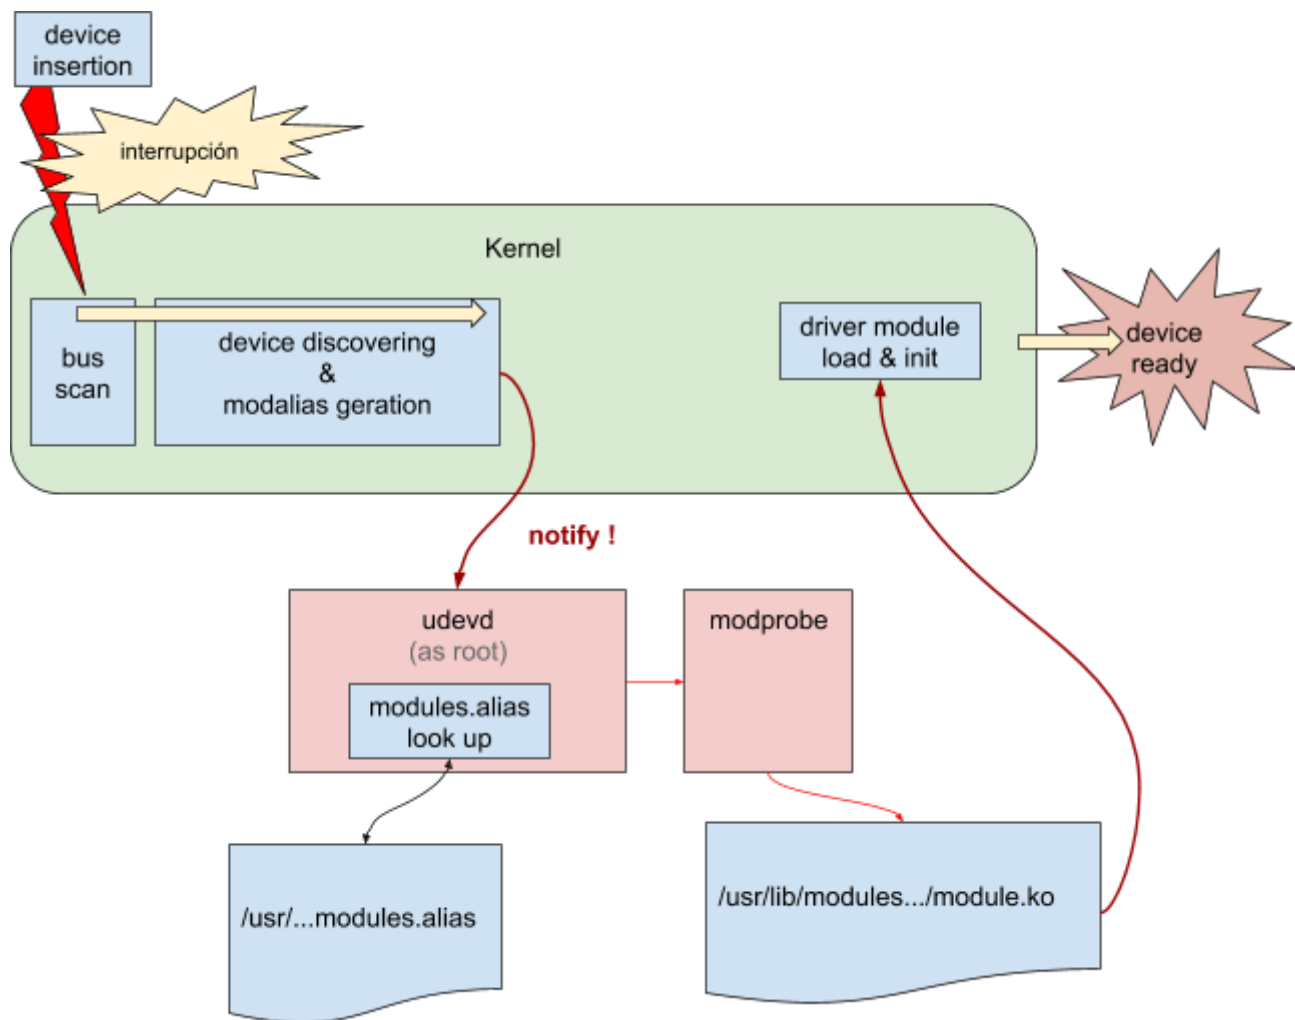 device
insertion
interrupción
Kernel
bus
scan
device discovering
&
modalias geration
driver module
load & init
device
ready
notify !
udevd
(as root)
modules.alias
look up
modprobe
/usr/...modules.alias
/usr/lib/modules.../module.ko